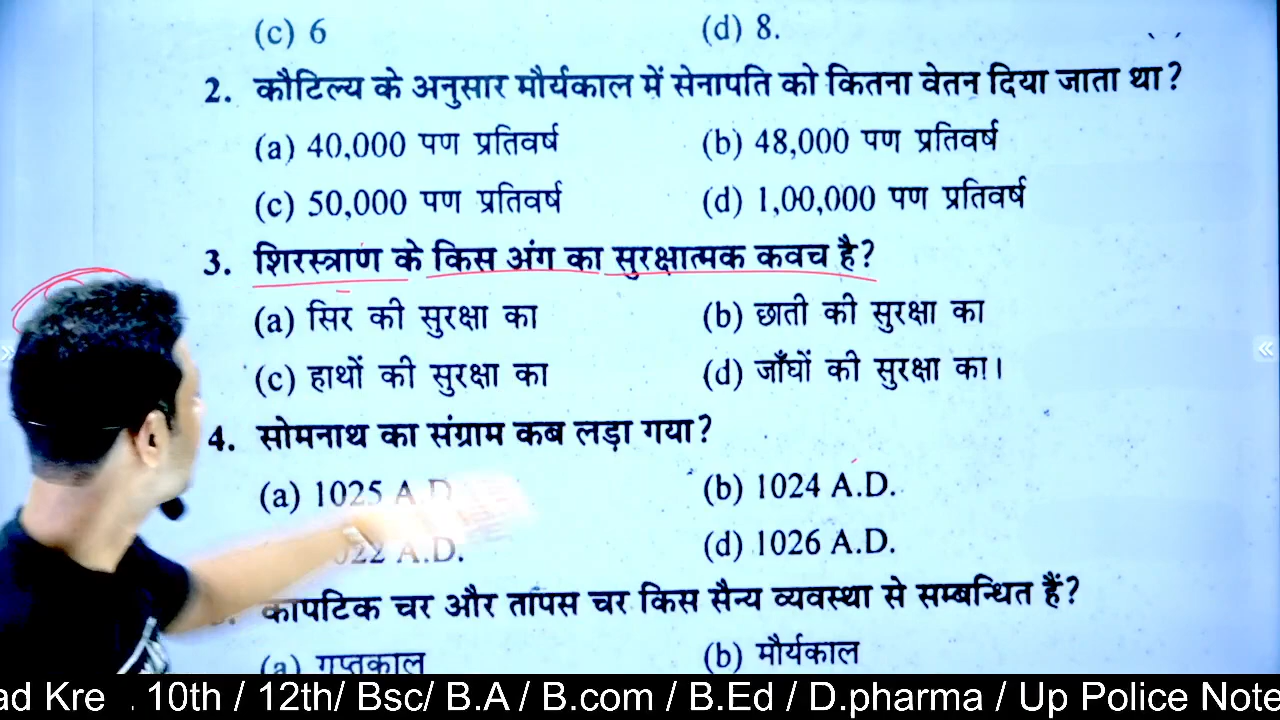 (c) 6 (d) 8.
2. कौटिल्य के अनुसार मौर्यकाल में सेनापति को कितना वेतन दिया जाता था?
(a) 40,000 पण प्रतिवर्ष (b) 48,000 पण प्रतिवर्ष
(c) 50,000 पण प्रतिवर्ष (d) 1,00,000 पण प्रतिवर्ष
3. शिरस्त्राण के किस अंग का सुरक्षात्मक कवच है?
(a) सिर की सुरक्षा का (b) छाती की सुरक्षा का
(c) हाथों की सुरक्षा का (d) जाँघों की सुरक्षा का।
4. सोमनाथ का संग्राम कब लड़ा गया?
(a) 1025 A.D. (b) 1024 A.D.
A.D. (d) 1026 A.D.
कापटिक चर और तापस चर किस सैन्य व्यवस्था से सम्बन्धित हैं?
(a) गुप्तकाल (b) मौर्यकाल
ad Kre . 10th / 12th/ Bsc/ B.A / B.com / B.Ed / D.pharma / Up Police Note